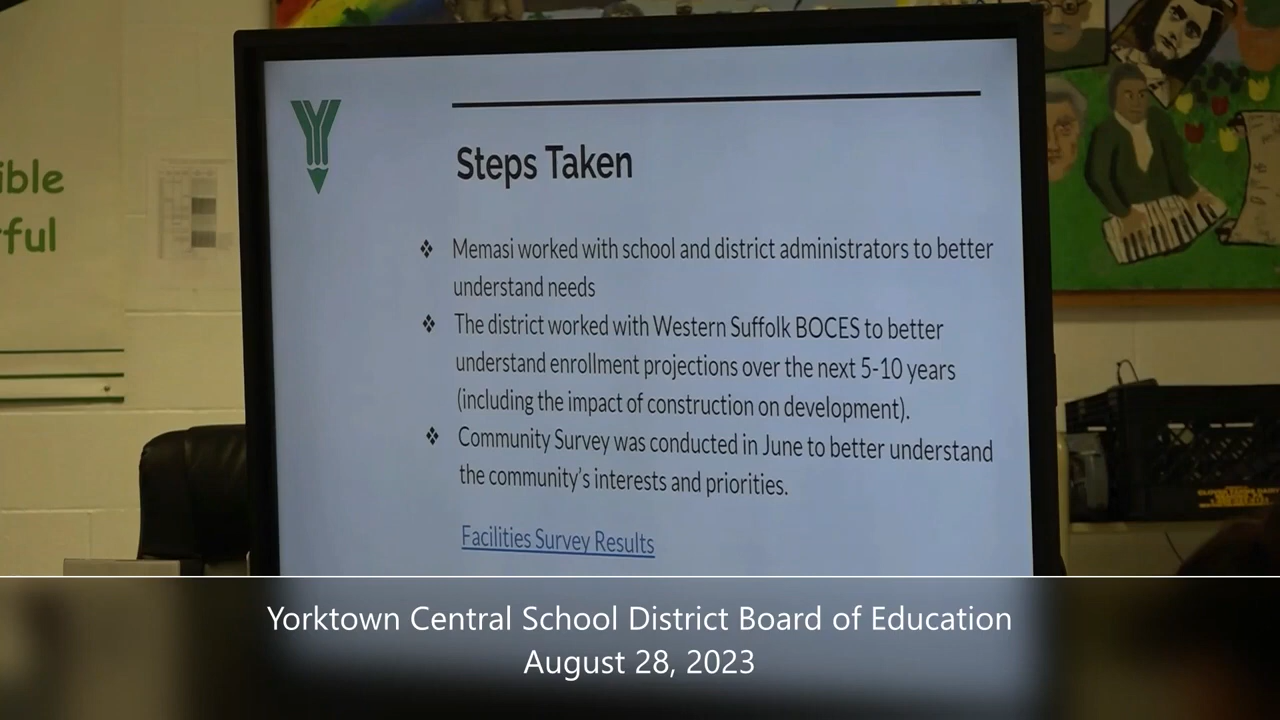 ible
rful
Steps Taken
❖ Memasi worked with school and district administrators to better
understand needs
❖ The district worked with Western Suffolk BOCES to better
understand enrollment projections over the next 5-10 years
(including the impact of construction on development).
❖ Community Survey was conducted in June to better understand
the community's interests and priorities.
Facilities Survey Results
Yorktown Central School District Board of Education
August 28, 2023